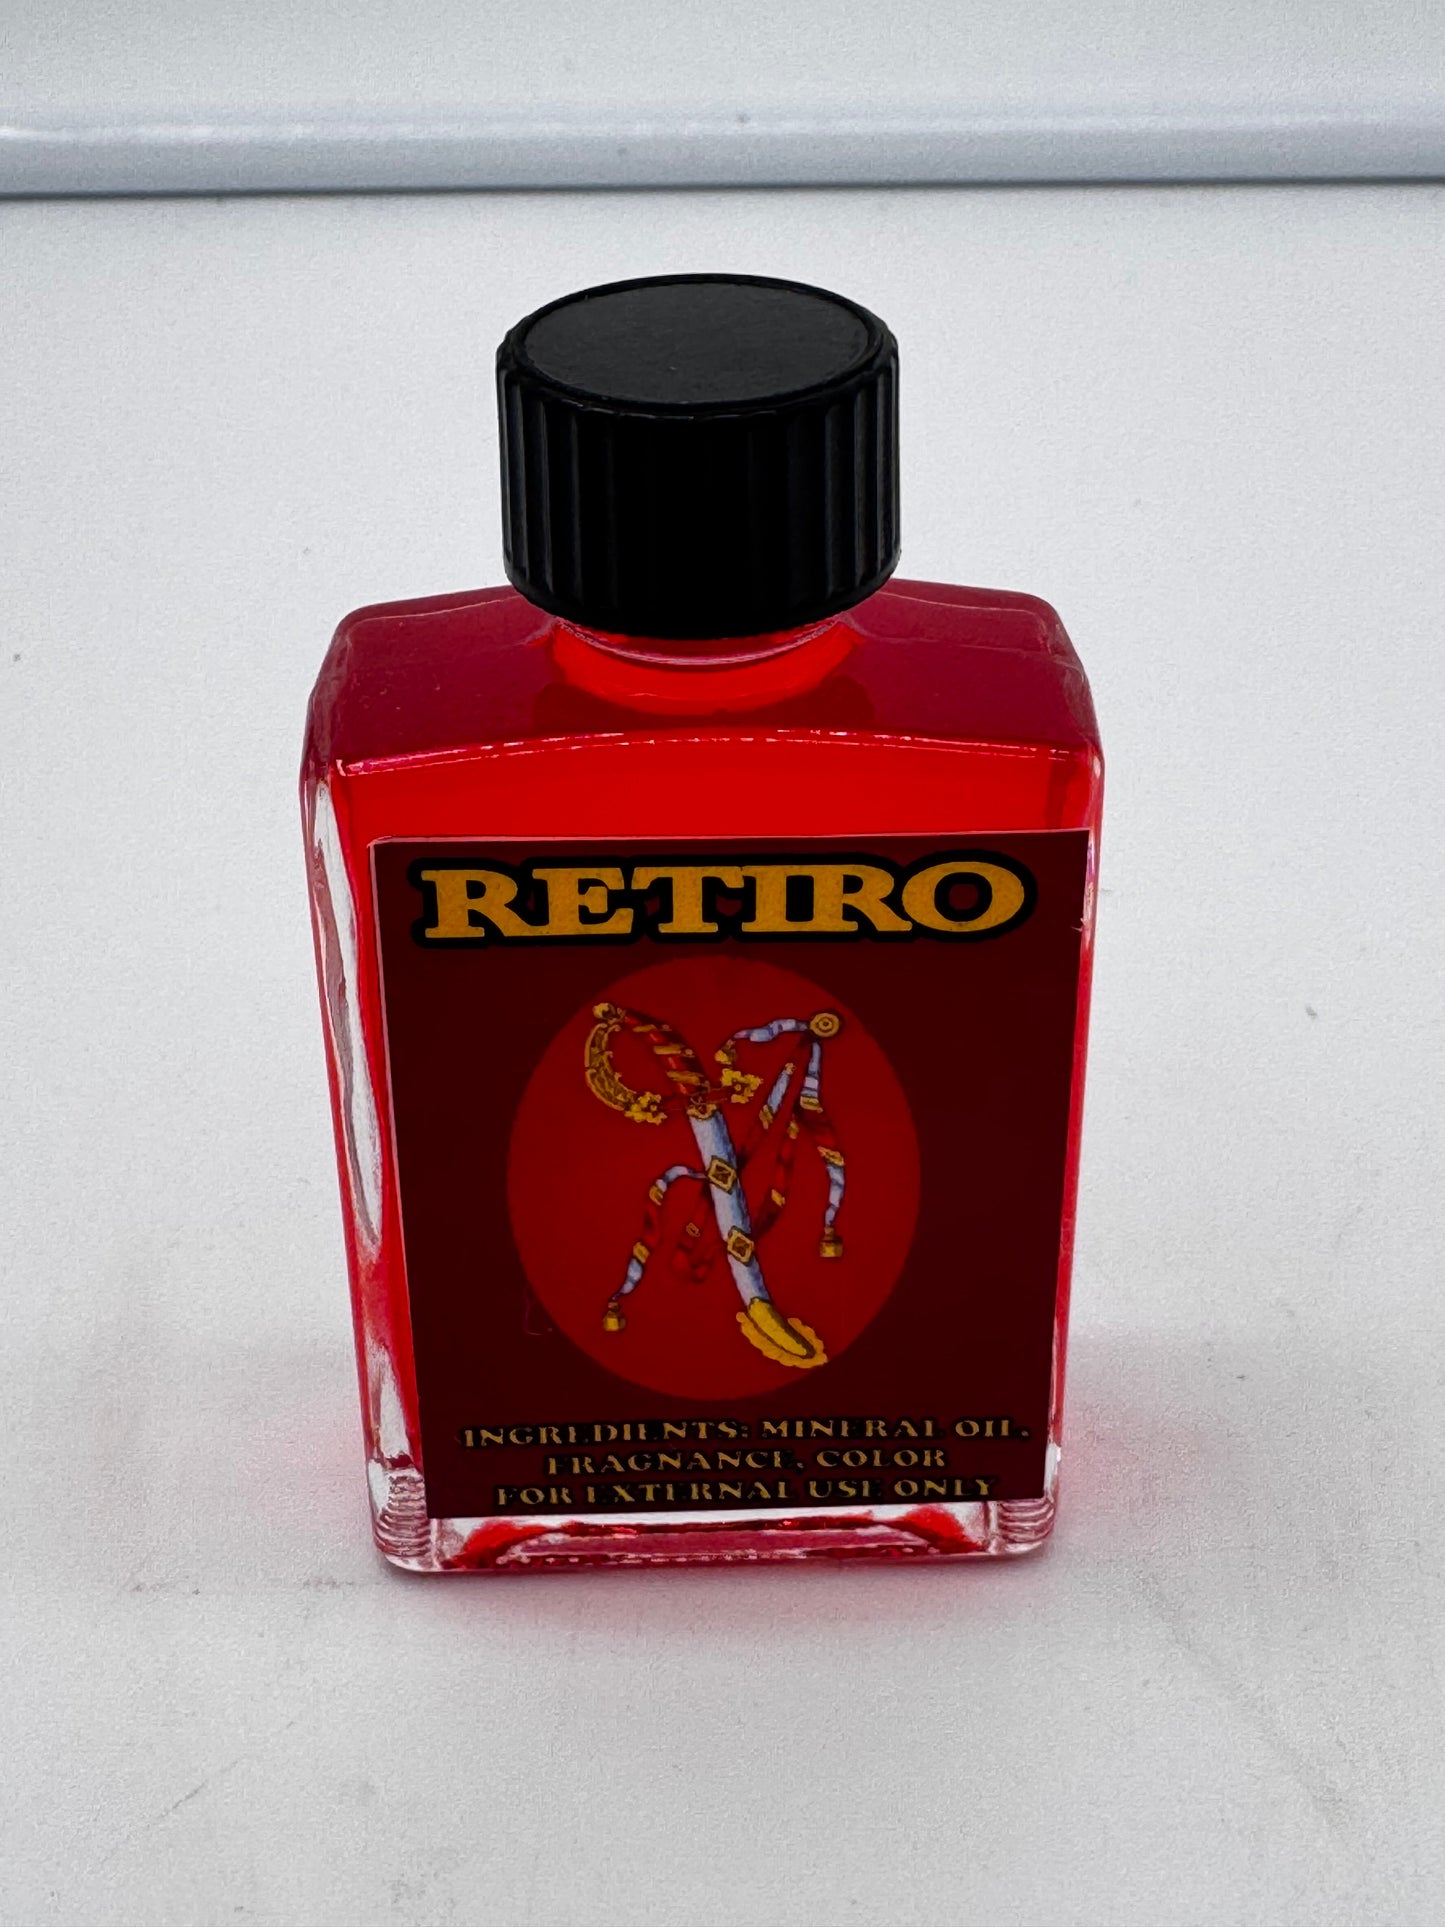 RETIRO
INGREDIENTS: MINERAL OIL,
FRAGNANCE, COLOR
FOR EXTERNAL USE ONLY